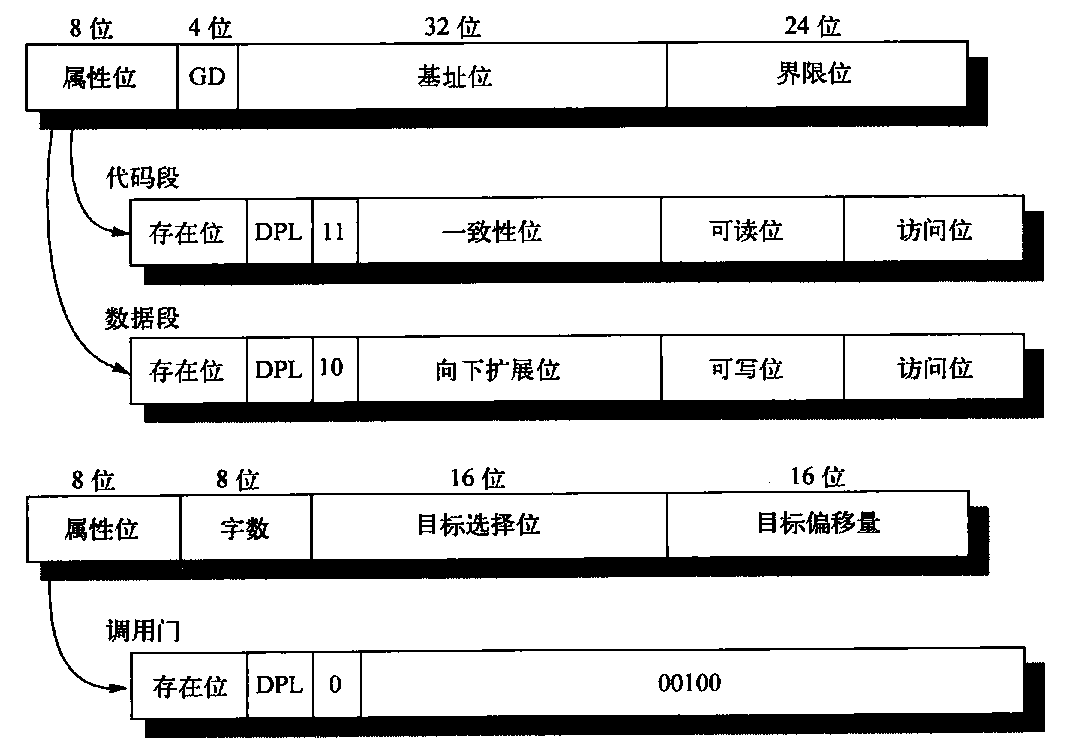 8 位 4 位 32 位 24 位
属性位 GD 基址位 界限位
代码段
存在位 DPL 11 一致性位 可读位 访问位
数据段
存在位 DPL 10 向下扩展位 可写位 访问位
8 位 8 位 16 位 16 位
属性位 字数 目标选择位 目标偏移量
调用门
存在位 DPL 0 00100